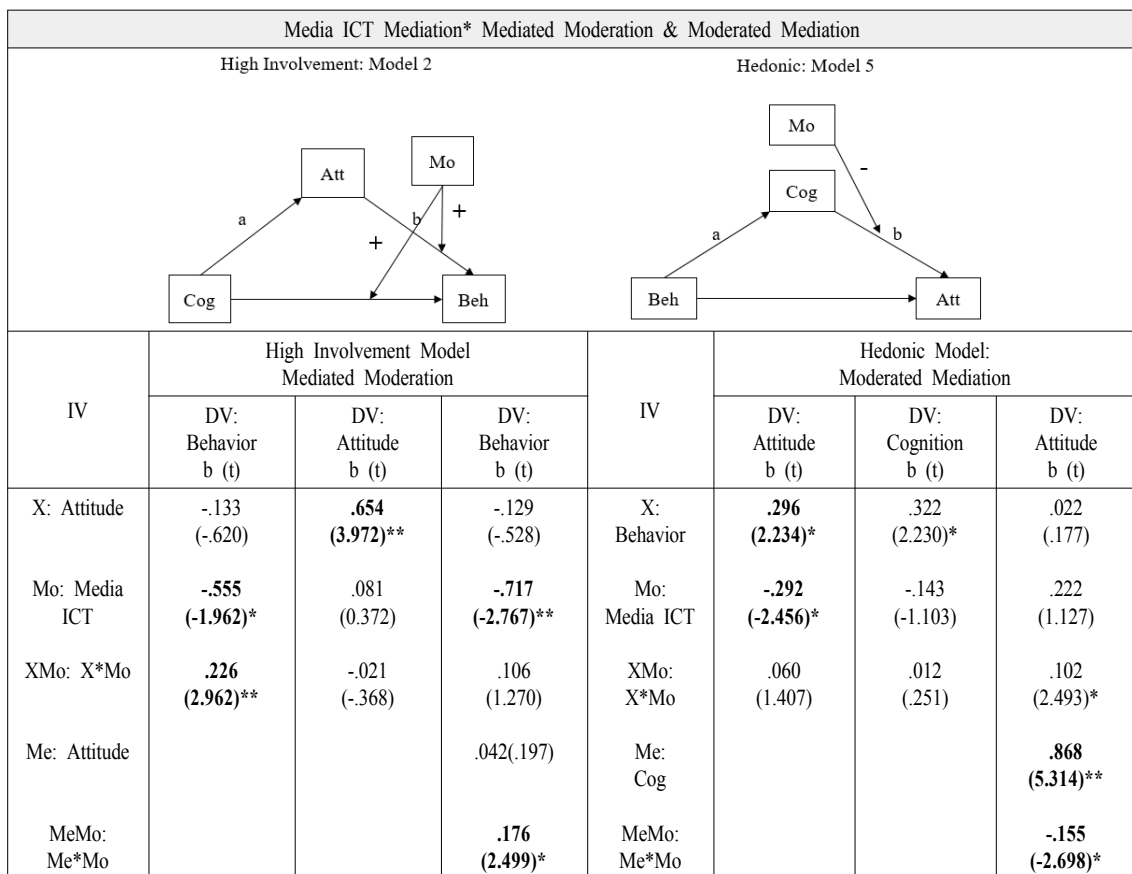 Media ICT Mediation* Mediated Moderation & Moderated Mediation
High Involvement: Model 2
Att
Mo
a
b
+
+
Cog
Beh
Hedonic: Model 5
Mo
-
Cog
a
b
Beh
Att
IV
High Involvement Model
Mediated Moderation
IV
Hedonic Model:
Moderated Mediation
DV:
Behavior
b (t)
DV:
Attitude
b (t)
DV:
Behavior
b (t)
DV:
Attitude
b (t)
DV:
Cognition
b (t)
DV:
Attitude
b (t)
X: Attitude
-.133
(-.620)
.654
(3.972)**
-.129
(-.528)
X:
Behavior
.296
(2.234)*
.322
(2.230)*
.022
(.177)
Mo: Media
ICT
-.555
(-1.962)*
.081
(0.372)
-.717
(-2.767)**
Mo:
Media ICT
-.292
(-2.456)*
-.143
(-1.103)
.222
(1.127)
XMo: X*Mo
.226
(2.962)**
-.021
(-.368)
.106
(1.270)
XMo:
X*Mo
.060
(1.407)
.012
(.251)
.102
(2.493)*
Me: Attitude
.042(.197)
Me:
Cog
.868
(5.314)**
MeMo:
Me*Mo
.176
(2.499)*
MeMo:
Me*Mo
-.155
(-2.698)*